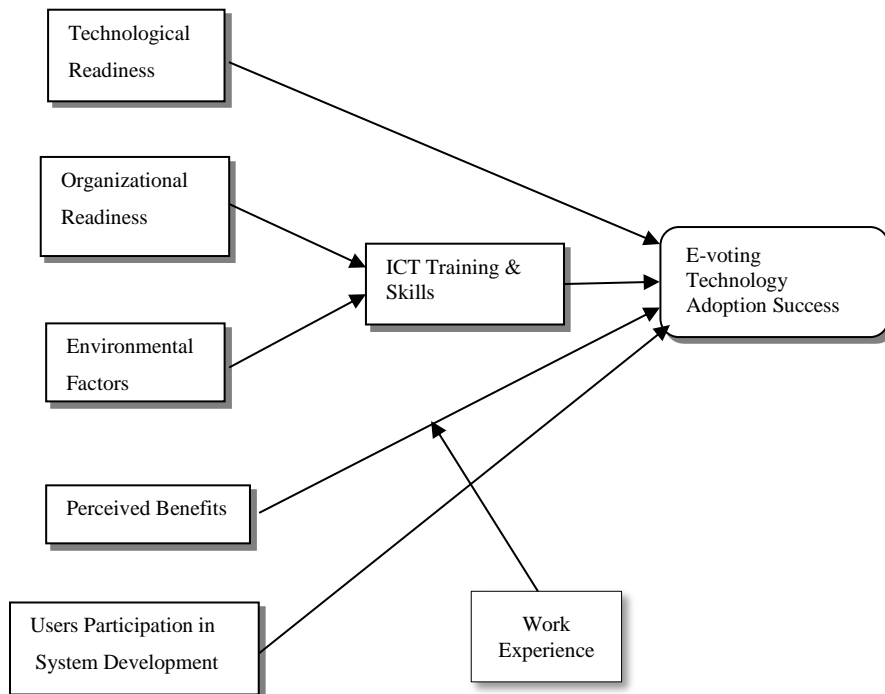 Technological
Readiness
Organizational
Readiness
ICT Training &
Skills
E-voting
Technology
Adoption Success
Environmental
Factors
Perceived Benefits
Users Participation in
System Development
Work
Experience